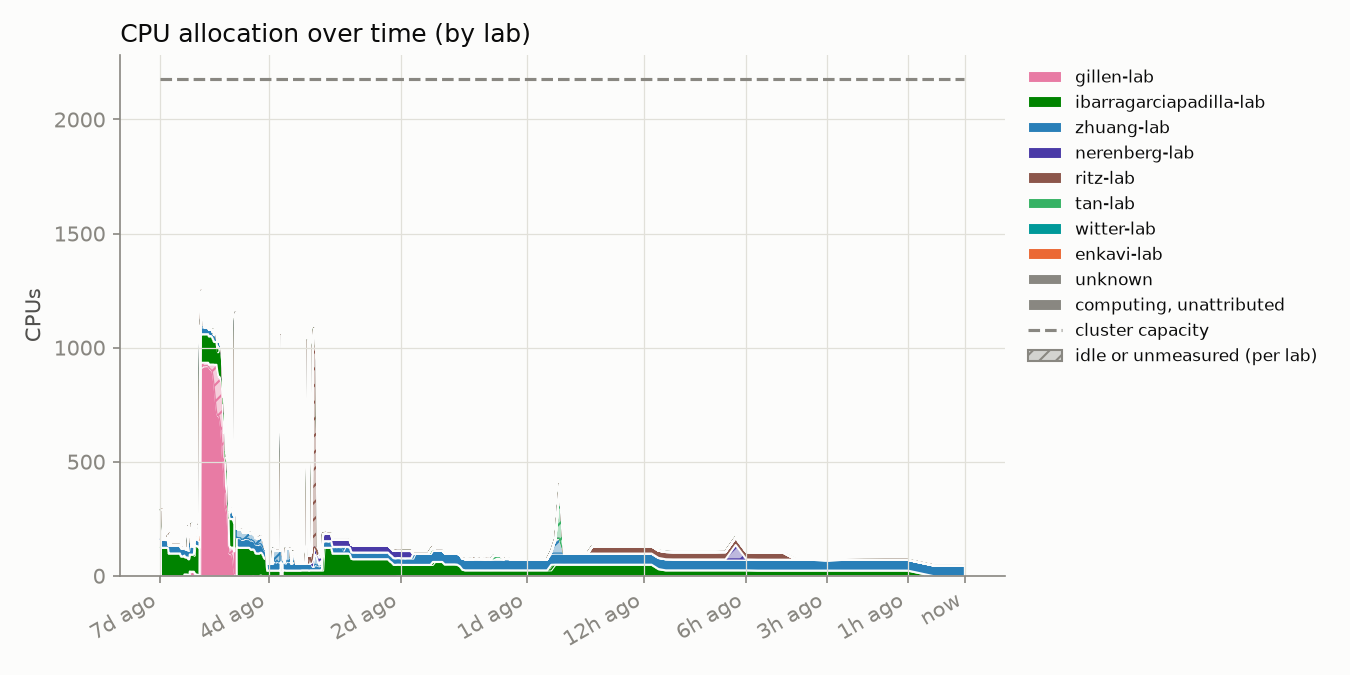 CPU allocation over time (by lab)
CPUs
2000
1500
1000
500
0
7d ago
4d ago
2d ago
1d ago
12h ago
6h ago
3h ago
1h ago
now
gillen-lab
ibarragarciapadilla-lab
zhuang-lab
nerenberg-lab
ritz-lab
tan-lab
witter-lab
enkavi-lab
unknown
computing, unattributed
cluster capacity
idle or unmeasured (per lab)